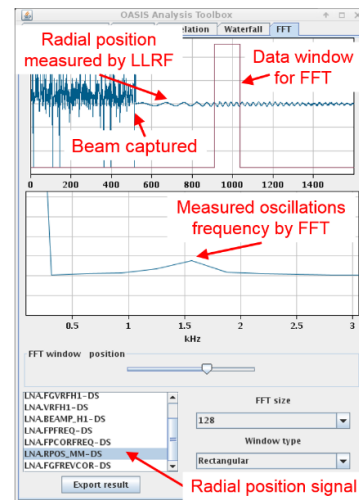 OASIS Analysis Toolbox
elation Waterfall FFT
Radial position
measured by LLRF
Data window
for FFT
Beam captured
0 200 400 600 800 1000 1200 1400
Measured oscillations
frequency by FFT
0.5 1 1.5 2 2.5 3
kHz
FFT window position
LNA.FGVRFH1-DS
LNA.VRFH1-DS
LNA.BEAMP_H1-DS
LNA.FPFREQ-DS
LNA.FPCORFREQ-DS
LNA.RPOS_MM-DS
LNA.FGFREVCOR-DS
FFT size
128
Window type
Rectangular
Export result
Radial position signal